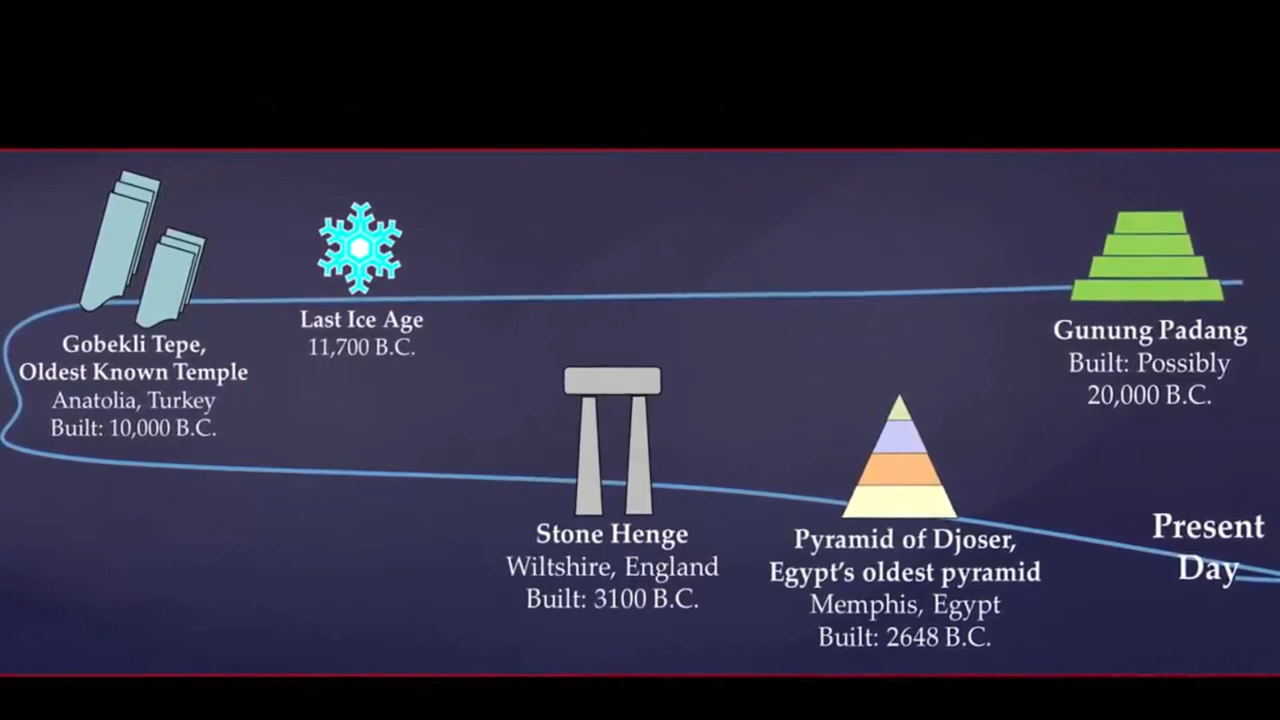 Gobekli Tepe,
Oldest Known Temple
Anatolia, Turkey
Built: 10,000 B.C.
Last Ice Age
11,700 B.C.
Gunung Padang
Built: Possibly
20,000 B.C.
Stone Henge
Wiltshire, England
Built: 3100 B.C.
Pyramid of Djoser,
Egypt's oldest pyramid
Memphis, Egypt
Built: 2648 B.C.
Present
Day